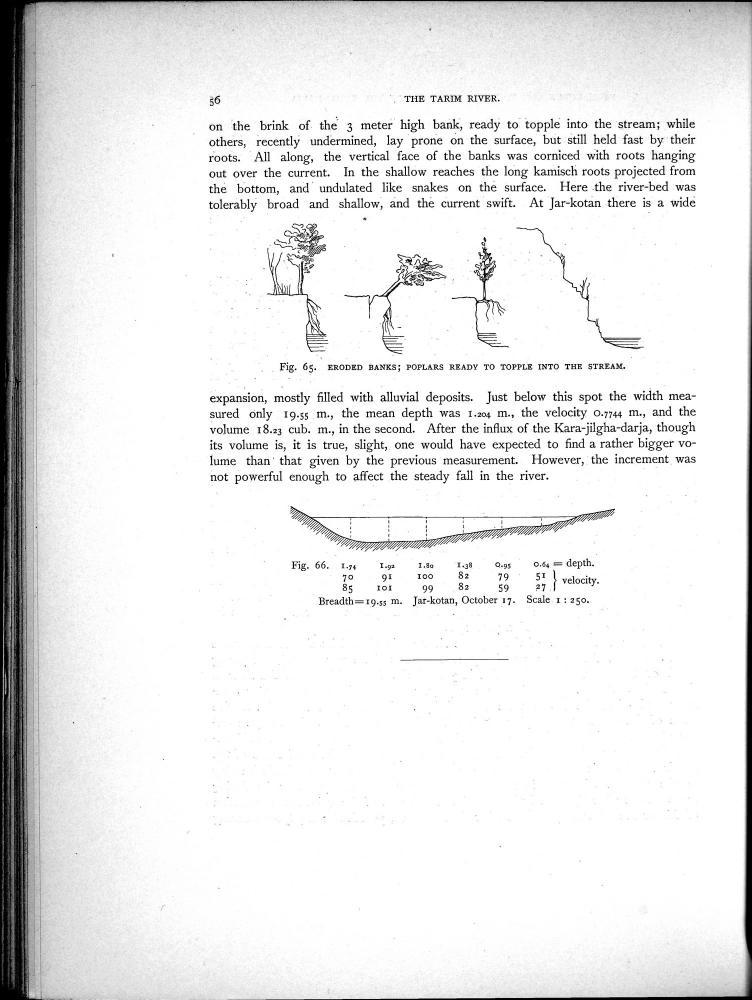 56
THE TARIM RIVER.
on the brink of the 3 meter high bank, ready to topple into the stream; while
others, recently undermined, lay prone on the surface, but still held fast by their
roots. All along, the vertical face of the banks was corniced with roots hanging
out over the current. In the shallow reaches the long kamisch roots projected from
the bottom, and undulated like snakes on the surface. Here the river-bed was
tolerably broad and shallow, and the current swift. At Jar-kotan there is a wide
Fig. 65. ERODED BANKS; POPLARS READY TO TOPPLE INTO THE STREAM.
expansion, mostly filled with alluvial deposits. Just below this spot the width mea-
sured only 19.55 m., the mean depth was 1.204 m., the velocity 0.7744 m., and the
volume 18.23 cub. m., in the second. After the influx of the Kara-jilgha-darja, though
its volume is, it is true, slight, one would have expected to find a rather bigger vo-
lume than that given by the previous measurement. However, the increment was
not powerful enough to affect the steady fall in the river.
Fig. 66. 1.74 1.92 1.80 1.38 0.95 0.64 = depth.
70 91 100 82 79 51 } velocity.
85 101 99 82 59 27
Breadth=19.55 m. Jar-kotan, October 17. Scale 1 : 250.